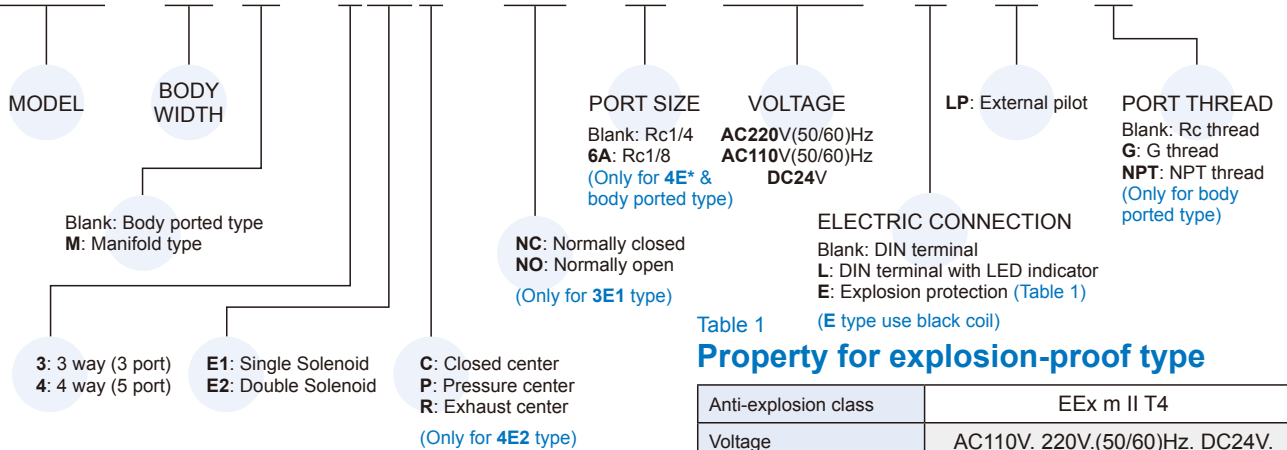 MODEL
BODY
WIDTH
Blank: Body ported type
M: Manifold type
3: 3 way (3 port)
4: 4 way (5 port)
E1: Single Solenoid
E2: Double Solenoid
C: Closed center
P: Pressure center
R: Exhaust center
(Only for 4E2 type)
NC: Normally closed
NO: Normally open
(Only for 3E1 type)
PORT SIZE
Blank: Rc1/4
6A: Rc1/8
(Only for 4E* &
body ported type)
VOLTAGE
AC220V(50/60)Hz
AC110V(50/60)Hz
DC24V
ELECTRIC CONNECTION
Blank: DIN terminal
L: DIN terminal with LED indicator
E: Explosion protection (Table 1)
(E type use black coil)
LP: External pilot
PORT THREAD
Blank: Rc thread
G: G thread
NPT: NPT thread
(Only for body
ported type)
Table 1
Property for explosion-proof type
Anti-explosion class EEx m II T4
Voltage AC110V. 220V.(50/60)Hz. DC24V.